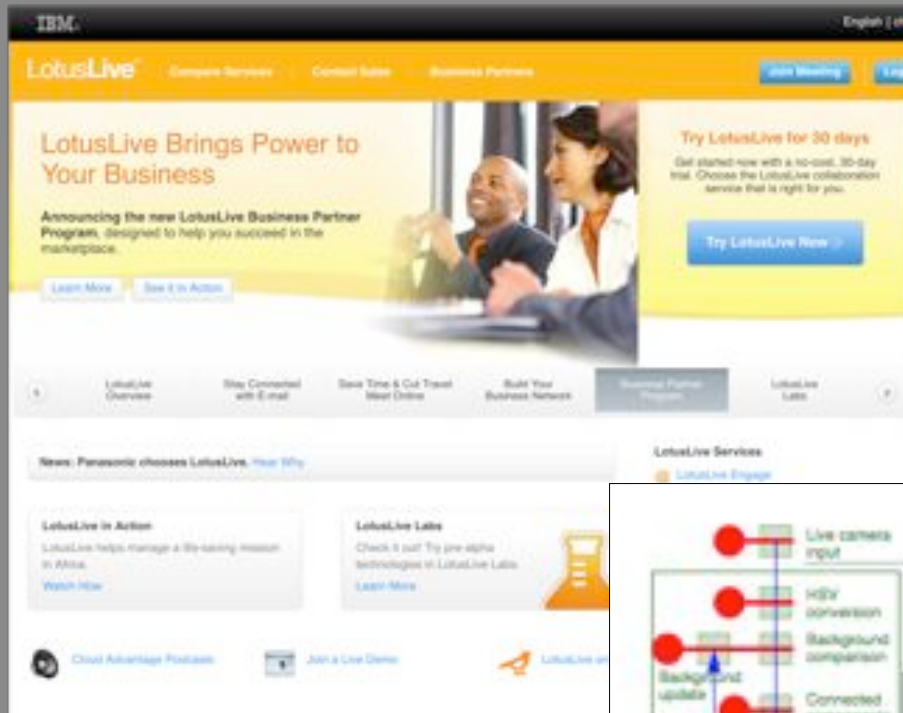 IBM
English |
LotusLive Compare Services Contact Sales Business Partners Join Meeting
LotusLive Brings Power to
Your Business
Announcing the new LotusLive Business Partner
Program, designed to help you succeed in the
marketplace.
Learn More See it in Action
Try LotusLive for 30 days
Get started now with a no-cost, 30-day
trial. Choose the LotusLive collaboration
service that is right for you.
Try LotusLive Now
LotusLive
Overview
Stay Connected
with E-mail
Save Time & Cut Travel
Meet Online
Build Your
Business Network
Business Partner
Program
LotusLive
Labs
News: Panasonic chooses LotusLive. Hear Why
LotusLive Services
LotusLive Engage
LotusLive in Action
LotusLive helps manage a life-saving mission
in Africa.
Watch How
LotusLive Labs
Check it out! Try pre-alpha
technologies in LotusLive Labs.
Learn More
Cloud Advantage Podcasts
Join a Live Demo
LotusLive on
Live camera
input
HSV
conversion
Background
comparison
Background
update
Connected